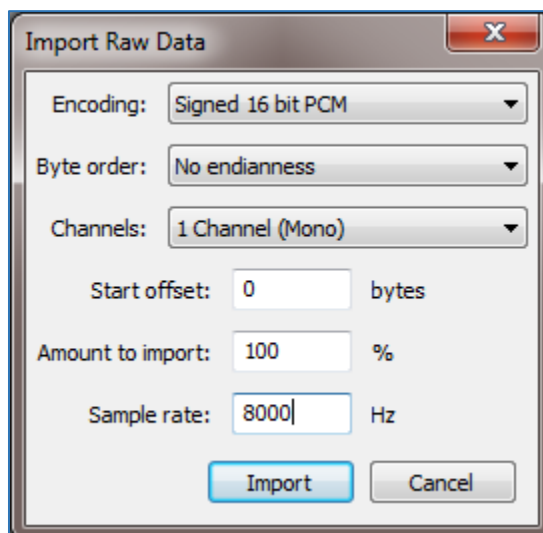 Import Raw Data
Encoding: Signed 16 bit PCM
Byte order: No endianness
Channels: 1 Channel (Mono)
Start offset: 0 bytes
Amount to import: 100 %
Sample rate: 8000 Hz
Import Cancel